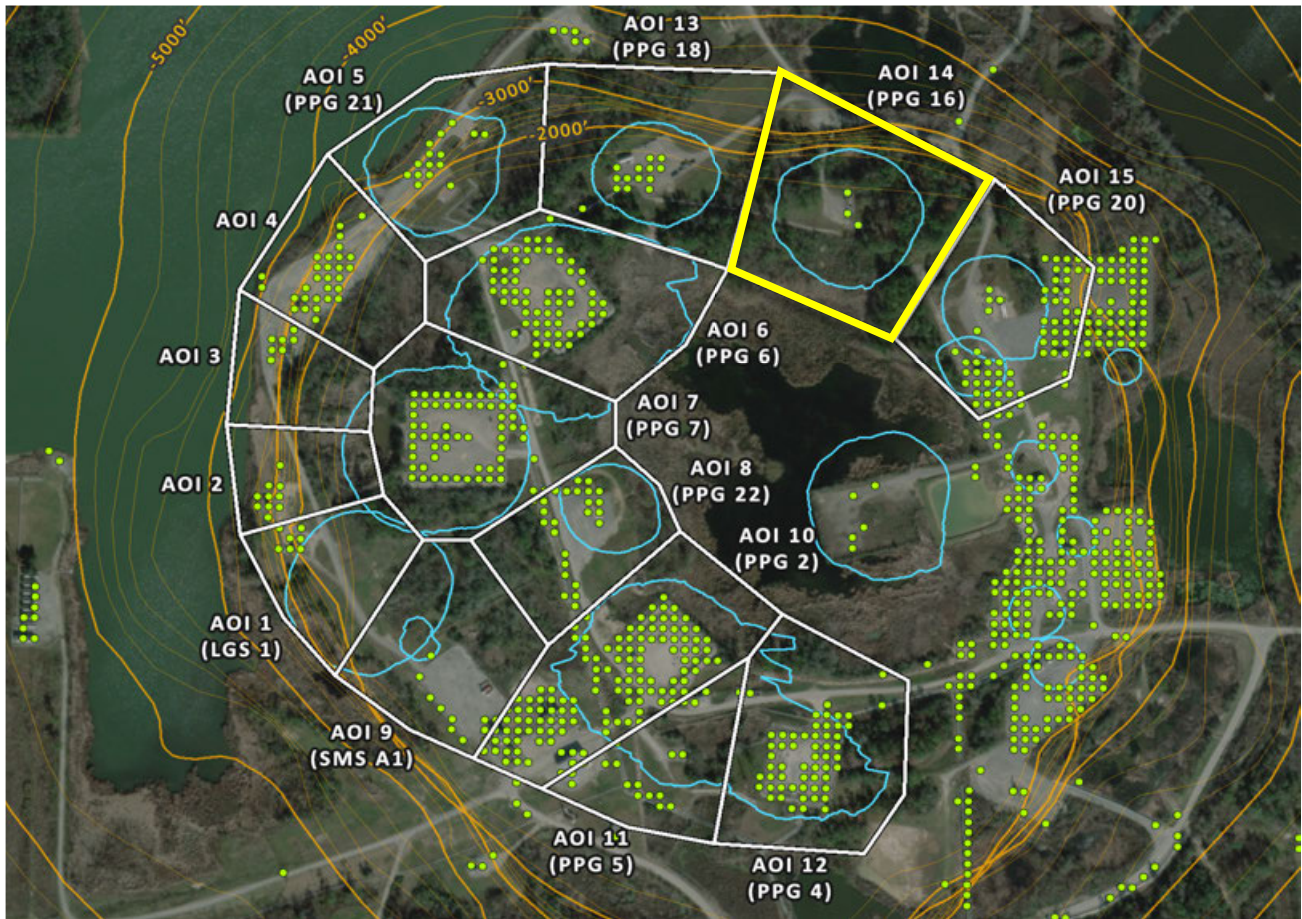 -5000'
-4000'
AOI 13
(PPG 18)
AOI 5
(PPG 21)
AOI 14
(PPG 16)
-3000'
-2000'
AOI 15
(PPG 20)
AOI 4
AOI 6
(PPG 6)
AOI 3
AOI 7
(PPG 7)
AOI 8
(PPG 22)
AOI 2
AOI 10
(PPG 2)
AOI 1
(LGS 1)
AOI 9
(SMS A1)
AOI 11
(PPG 5)
AOI 12
(PPG 4)